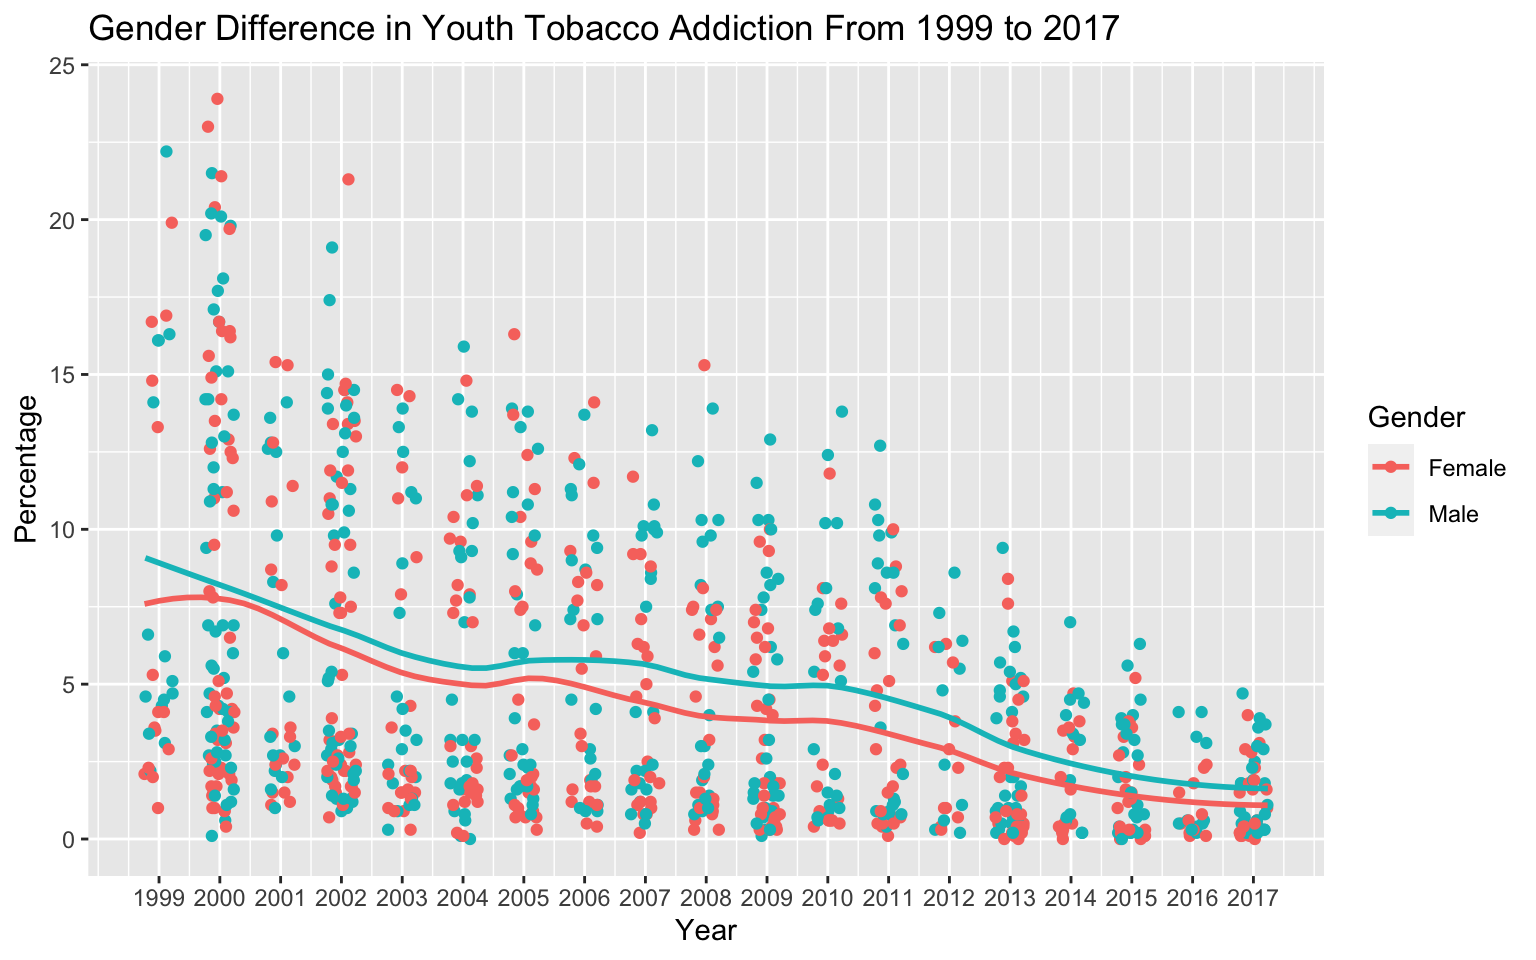 Gender Difference in Youth Tobacco Addiction From 1999 to 2017
25
20
15
10
5
0
Percentage
1999 2000 2001 2002 2003 2004 2005 2006 2007 2008 2009 2010 2011 2012 2013 2014 2015 2016 2017
Year
Gender
Female
Male